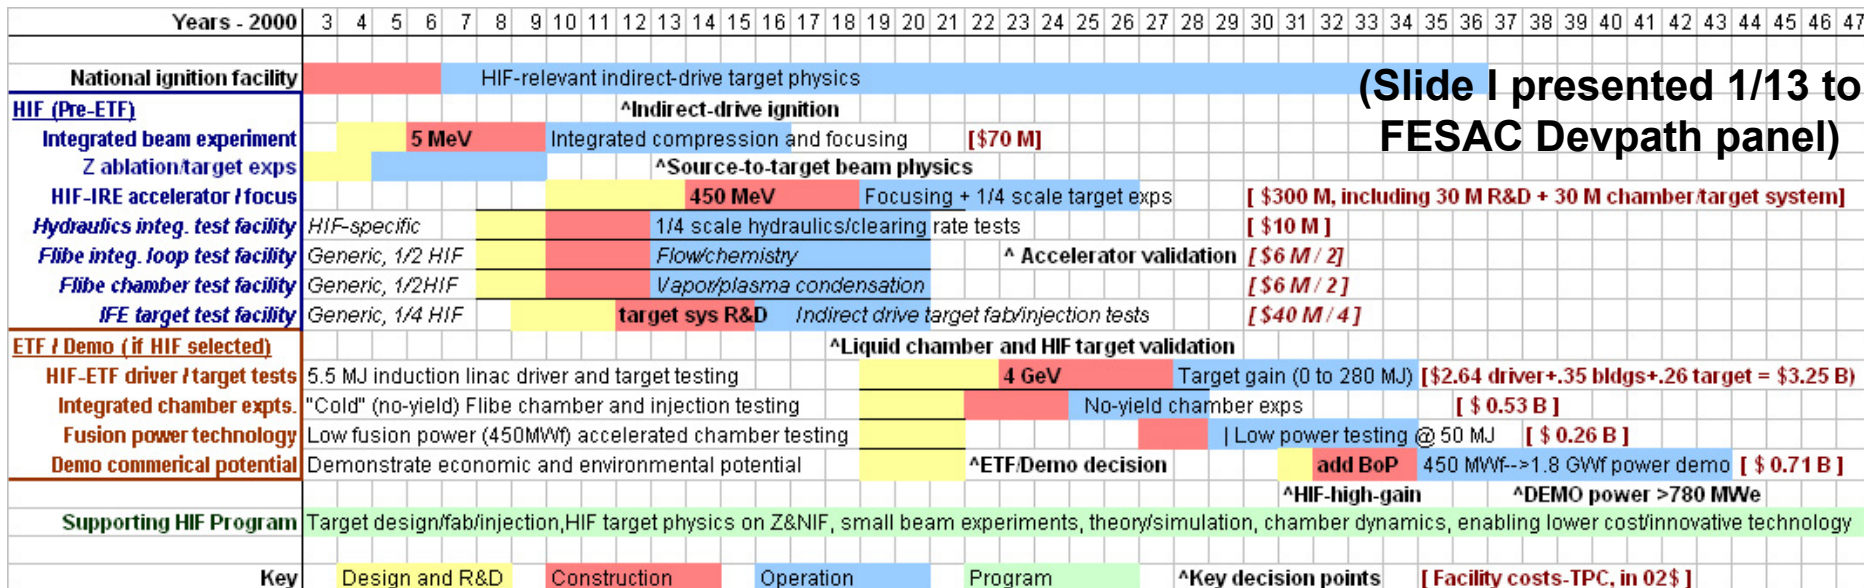 Years - 2000 3 4 5 6 7 8 9 10 11 12 13 14 15 16 17 18 19 20 21 22 23 24 25 26 27 28 29 30 31 32 33 34 35 36 37 38 39 40 41 42 43 44 45 46 47
National ignition facility HIF-relevant indirect-drive target physics
(Slide I presented 1/13 to
FESAC Devpath panel)
HIF (Pre-ETF) ^Indirect-drive ignition
Integrated beam experiment 5 MeV Integrated compression and focusing [$70 M]
Z ablation/target exps ^Source-to-target beam physics
HIF-IRE accelerator / focus 450 MeV Focusing + 1/4 scale target exps [ $300 M, including 30 M R&D + 30 M chamber/target system]
Hydraulics integ. test facility HIF-specific 1/4 scale hydraulics/clearing rate tests [ $10 M ]
Flibe integ. loop test facility Generic, 1/2 HIF Flow/chemistry ^ Accelerator validation [ $6 M / 2]
Flibe chamber test facility Generic, 1/2HIF Vapor/plasma condensation [ $6 M / 2 ]
IFE target test facility Generic, 1/4 HIF target sys R&D Indirect drive target fab/injection tests [ $40 M / 4 ]
ETF / Demo ( if HIF selected) ^Liquid chamber and HIF target validation
HIF-ETF driver / target tests 5.5 MJ induction linac driver and target testing 4 GeV Target gain (0 to 280 MJ) [$2.64 driver+.35 bldgs+.26 target = $3.25 B)
Integrated chamber expts. "Cold" (no-yield) Flibe chamber and injection testing No-yield chamber exps [ $ 0.53 B ]
Fusion power technology Low fusion power (450MWf) accelerated chamber testing | Low power testing @ 50 MJ [ $ 0.26 B ]
Demo commerical potential Demonstrate economic and environmental potential ^ETF/Demo decision add BoP 450 MWf-->1.8 GWf power demo [ $ 0.71 B ]
^HIF-high-gain ^DEMO power >780 MWe
Supporting HIF Program Target design/fab/injection,HIF target physics on Z&NIF, small beam experiments, theory/simulation, chamber dynamics, enabling lower cost/innovative technology
Key Design and R&D Construction Operation Program ^Key decision points [ Facility costs-TPC, in 02$ ]